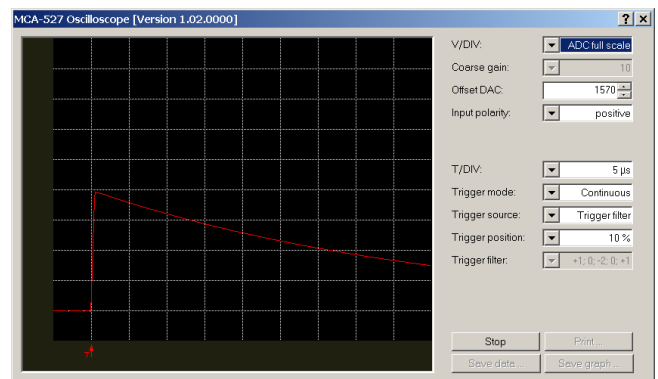 MCA-527 Oscilloscope [Version 1.02.0000]
V/DIV: ADC full scale
Coarse gain: 10
Offset DAC: 1570
Input polarity: positive
T/DIV: 5 µs
Trigger mode: Continuous
Trigger source: Trigger filter
Trigger position: 10 %
Trigger filter: +1; 0; -2; 0; +1
Stop Print ...
Save data ... Save graph ...
T